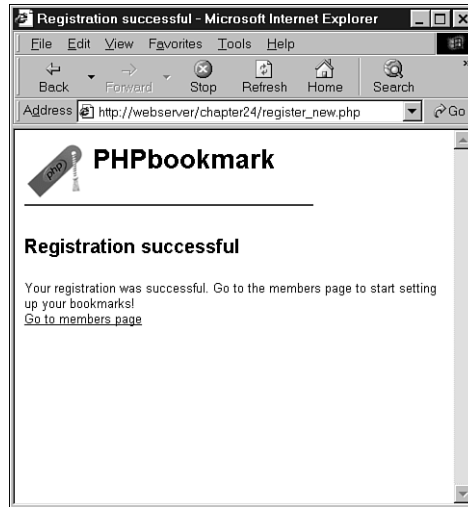 Registration successful - Microsoft Internet Explorer
File Edit View Favorites Tools Help
Back Forward Stop Refresh Home Search »
Address http://webserver/chapter24/register_new.php Go
php
PHPbookmark
Registration successful
Your registration was successful. Go to the members page to start setting
up your bookmarks!
Go to members page